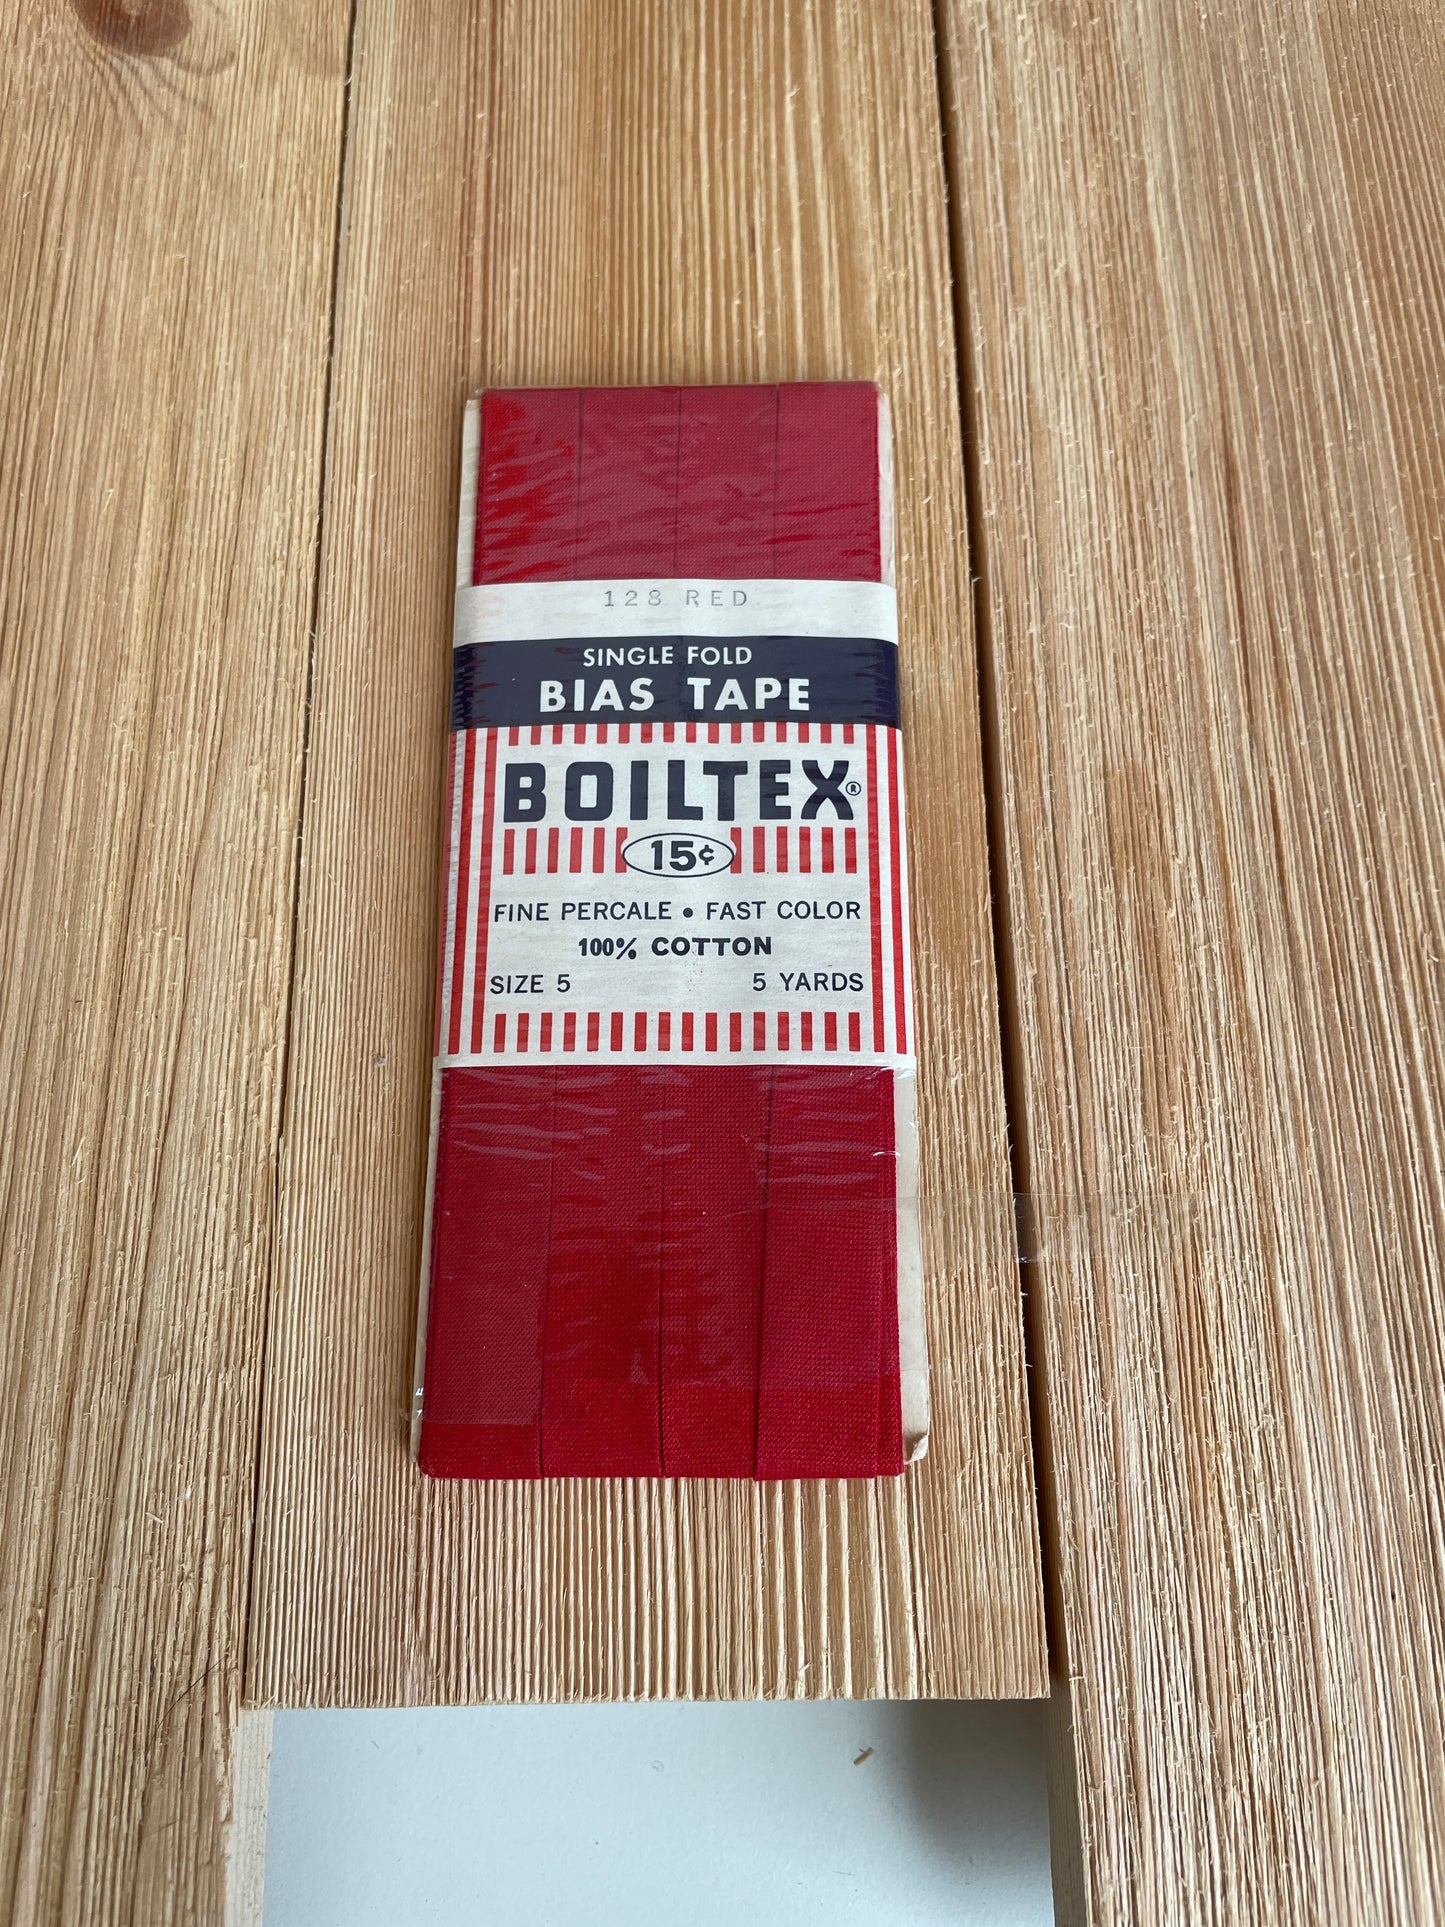 128 RED
SINGLE FOLD
BIAS TAPE
BOILTEX®
15¢
FINE PERCALE • FAST COLOR
100% COTTON
SIZE 5 5 YARDS